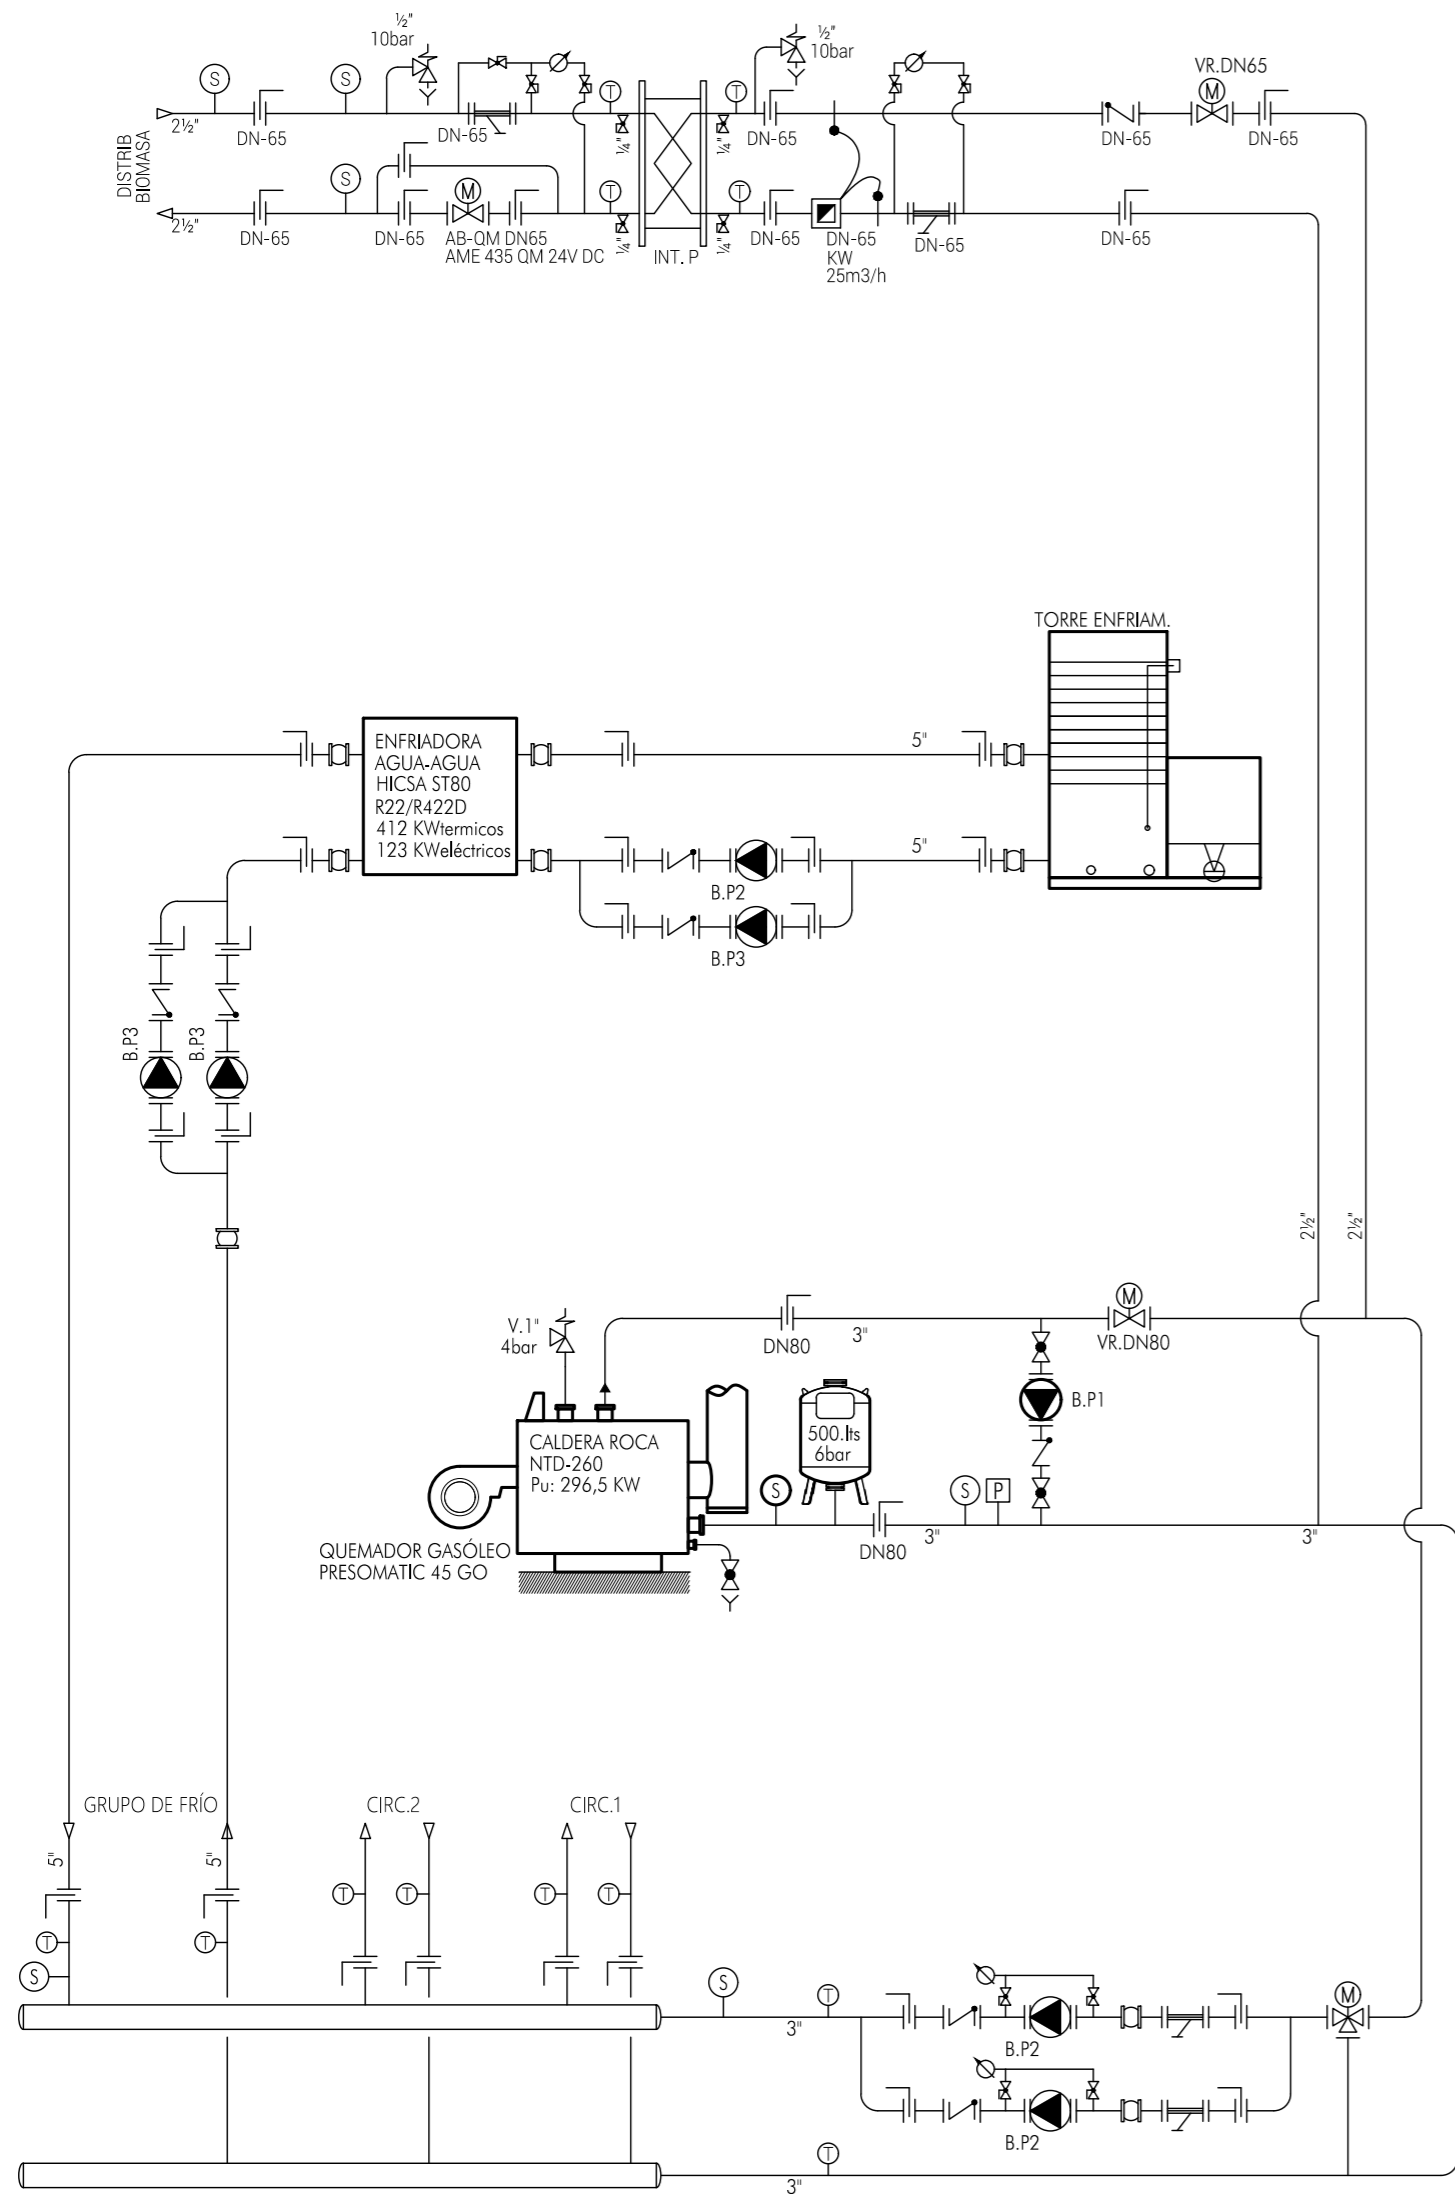 ½"
10bar
½"
10bar
VR.DN65
M
S
S
T
T
2½"
DN-65
DN-65
¼"
¼"
DN-65
DN-65
DN-65
DISTRIB
BIOMASA
S
M
T
T
2½"
DN-65
DN-65
AB-QM DN65
AME 435 QM 24V DC
¼"
INT. P
¼"
DN-65
DN-65
KW
25m3/h
DN-65
DN-65
TORRE ENFRIAM.
ENFRIADORA
AGUA-AGUA
HICSA ST80
R22/R422D
412 KWtermicos
123 KWeléctricos
5"
5"
B.P2
B.P3
B.P3
B.P3
2½"
2½"
V.1"
4bar
DN80
3"
M
VR.DN80
B.P1
CALDERA ROCA
NTD-260
Pu: 296,5 KW
500.lts
6bar
S
S
P
DN80
3"
3"
QUEMADOR GASÓLEO
PRESOMATIC 45 GO
GRUPO DE FRÍO
CIRC.2
CIRC.1
5"
5"
T
T
T
T
T
T
S
S
T
M
3"
B.P2
B.P2
T
3"